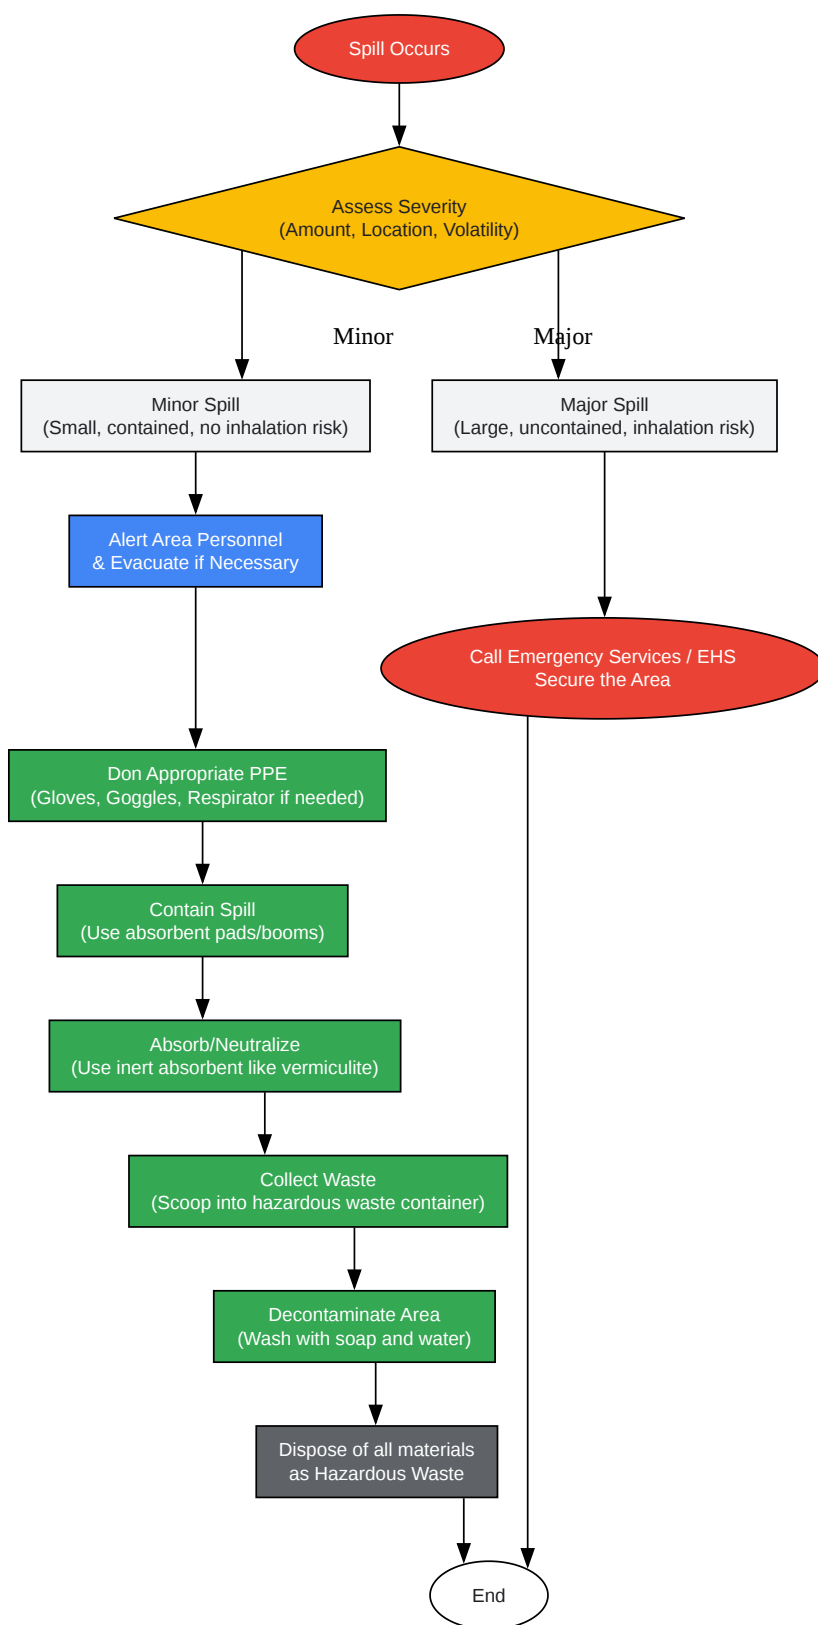 Spill Occurs
Assess Severity
(Amount, Location, Volatility)
Minor
Major
Minor Spill
(Small, contained, no inhalation risk)
Major Spill
(Large, uncontained, inhalation risk)
Alert Area Personnel
& Evacuate if Necessary
Call Emergency Services / EHS
Secure the Area
Don Appropriate PPE
(Gloves, Goggles, Respirator if needed)
Contain Spill
(Use absorbent pads/booms)
Absorb/Neutralize
(Use inert absorbent like vermiculite)
Collect Waste
(Scoop into hazardous waste container)
Decontaminate Area
(Wash with soap and water)
Dispose of all materials
as Hazardous Waste
End